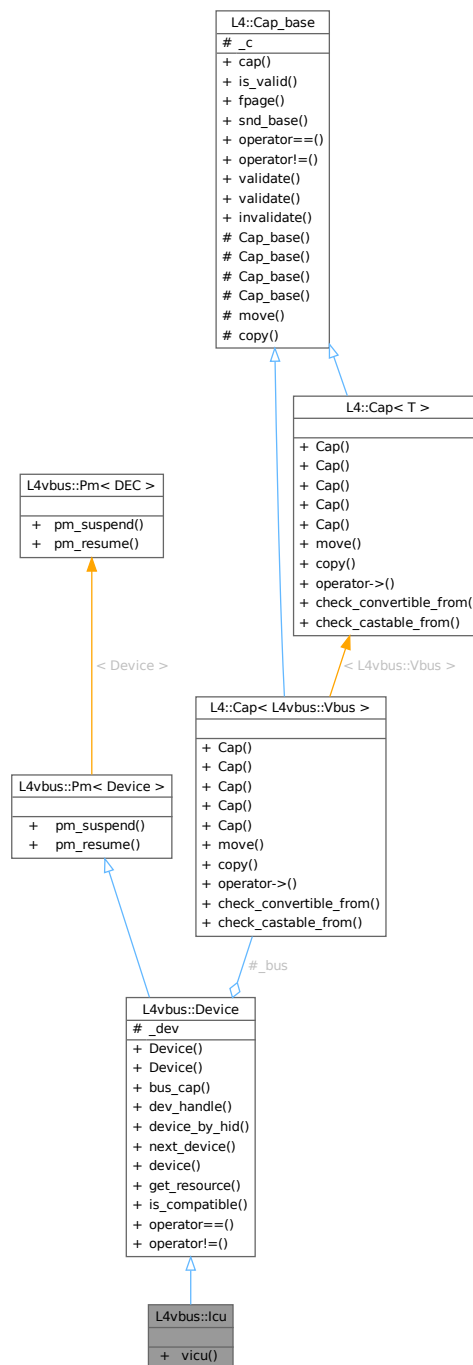 L4::Cap_base
# _c
+ cap()
+ is_valid()
+ fpage()
+ snd_base()
+ operator==()
+ operator!=()
+ validate()
+ validate()
+ invalidate()
# Cap_base()
# Cap_base()
# Cap_base()
# Cap_base()
# move()
# copy()
L4::Cap< T >
+ Cap()
+ Cap()
+ Cap()
+ Cap()
+ Cap()
+ move()
+ copy()
+ operator->()
+ check_convertible_from()
+ check_castable_from()
L4vbus::Pm< DEC >
+ pm_suspend()
+ pm_resume()
< Device >
< L4vbus::Vbus >
L4::Cap< L4vbus::Vbus >
+ Cap()
+ Cap()
+ Cap()
+ Cap()
+ Cap()
+ move()
+ copy()
+ operator->()
+ check_convertible_from()
+ check_castable_from()
L4vbus::Pm< Device >
+ pm_suspend()
+ pm_resume()
#_bus
L4vbus::Device
# _dev
+ Device()
+ Device()
+ bus_cap()
+ dev_handle()
+ device_by_hid()
+ next_device()
+ device()
+ get_resource()
+ is_compatible()
+ operator==()
+ operator!=()
L4vbus::Icu
+ vicu()